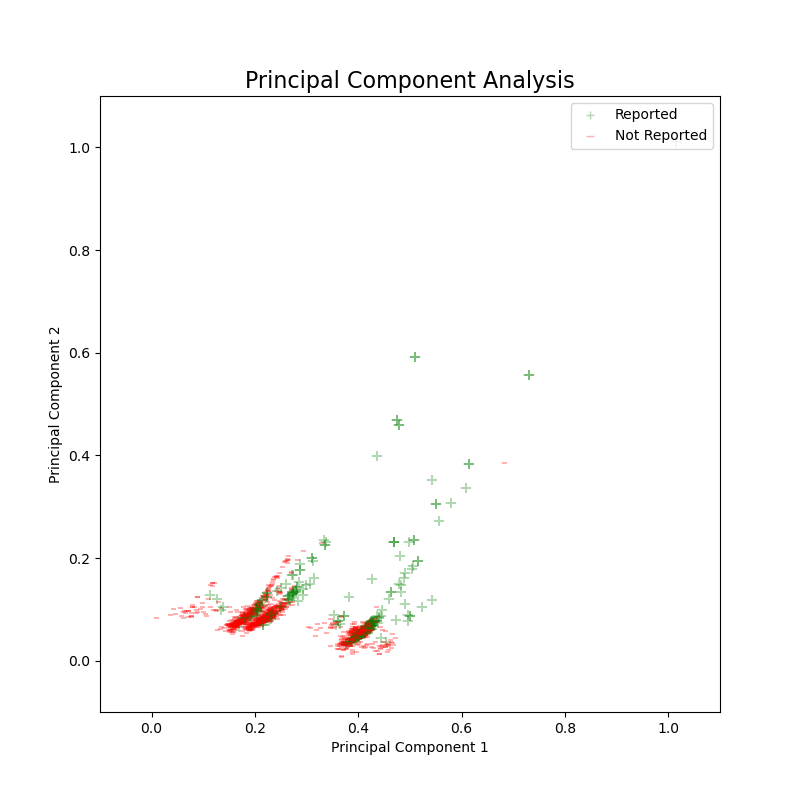 Principal Component Analysis
Reported
Not Reported
1.0
0.8
0.6
0.4
0.2
0.0
Principal Component 2
0.0 0.2 0.4 0.6 0.8 1.0
Principal Component 1